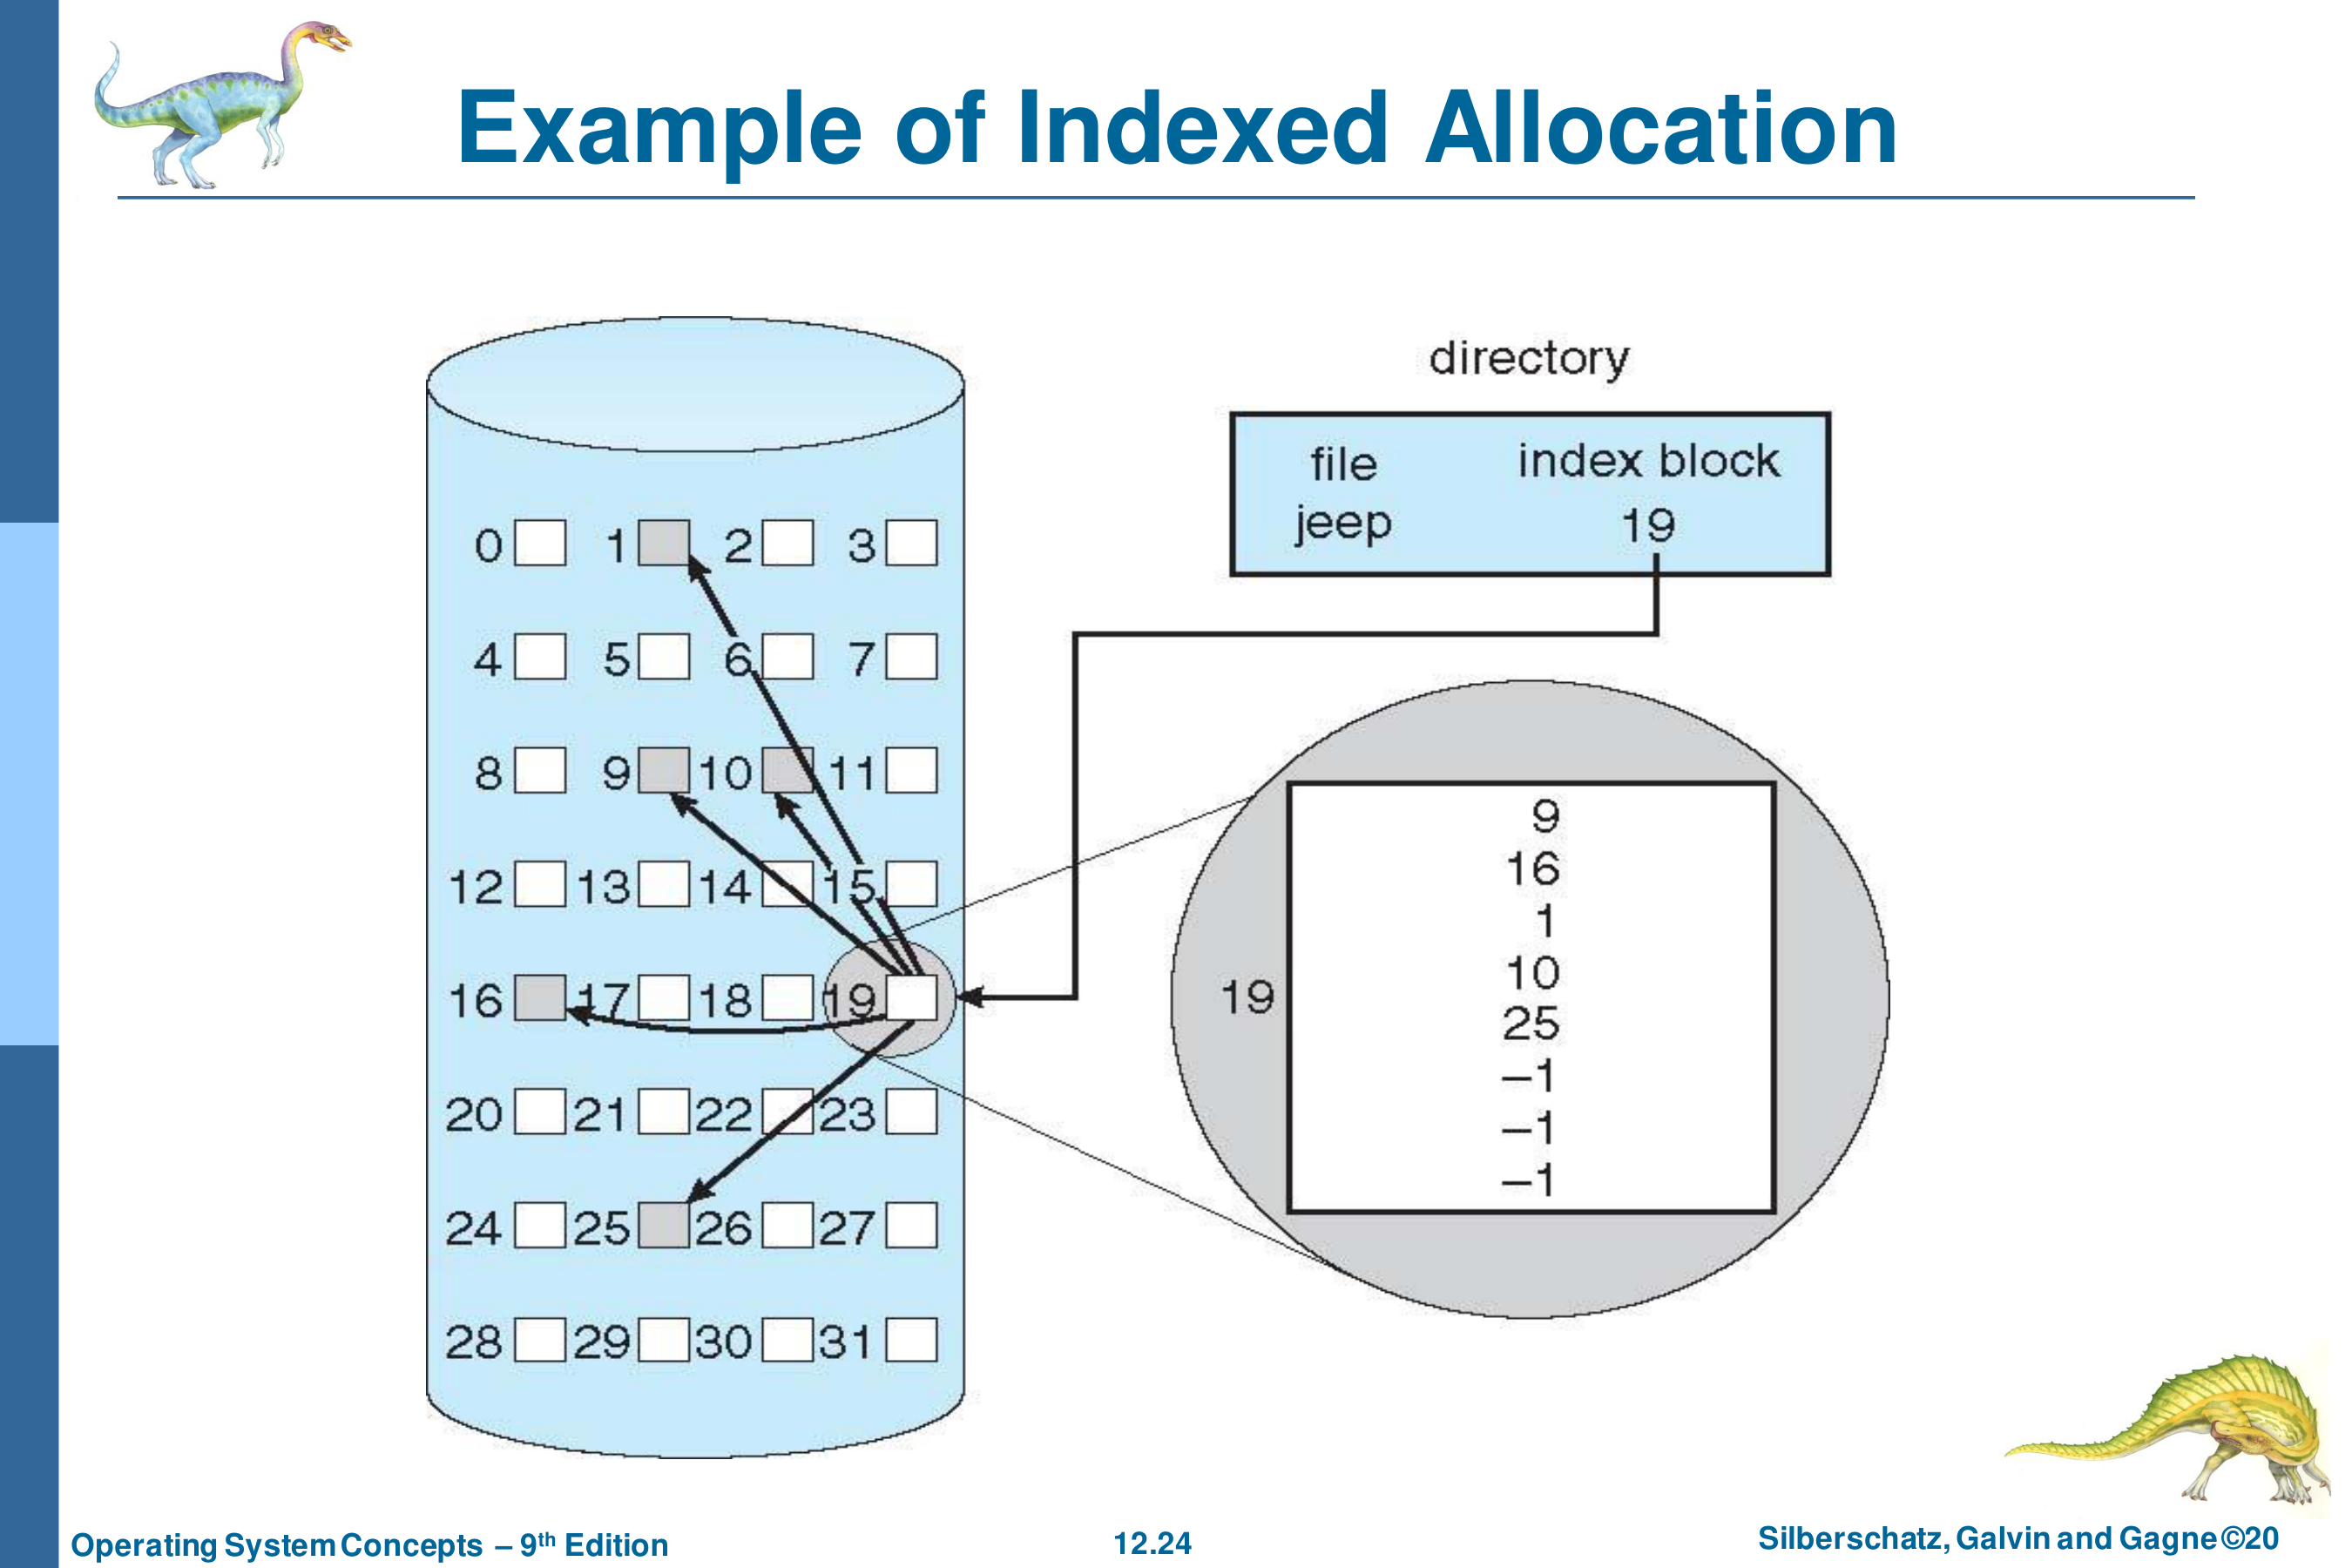 Example of Indexed Allocation
directory
file index block
jeep 19
0 1 2 3
4 5 6 7
8 9 10 11
12 13 14 15
16 17 18 19
20 21 22 23
24 25 26 27
28 29 30 31
19
9
16
1
10
25
–1
–1
–1
Operating System Concepts – 9th Edition
12.24
Silberschatz, Galvin and Gagne ©20